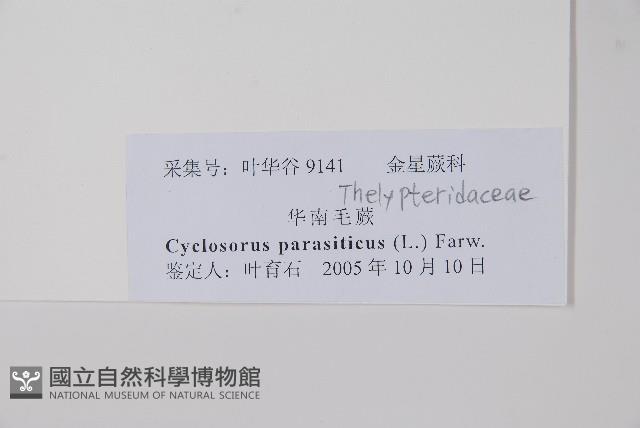 采集号：叶华谷 9141 金星蕨科
Thelypteridaceae
华南毛蕨
Cyclosorus parasiticus (L.) Farw.
鉴定人：叶育石 2005 年 10 月 10 日
國立自然科學博物館
NATIONAL MUSEUM OF NATURAL SCIENCE